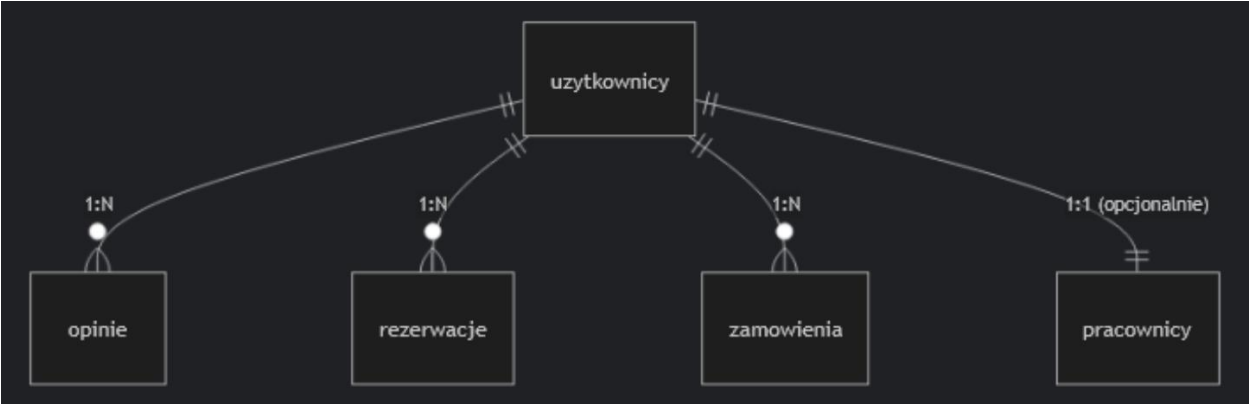 uzytkownicy
1:N
1:N
1:N
1:1 (opcjonalnie)
opinie
rezerwacje
zamowienia
pracownicy